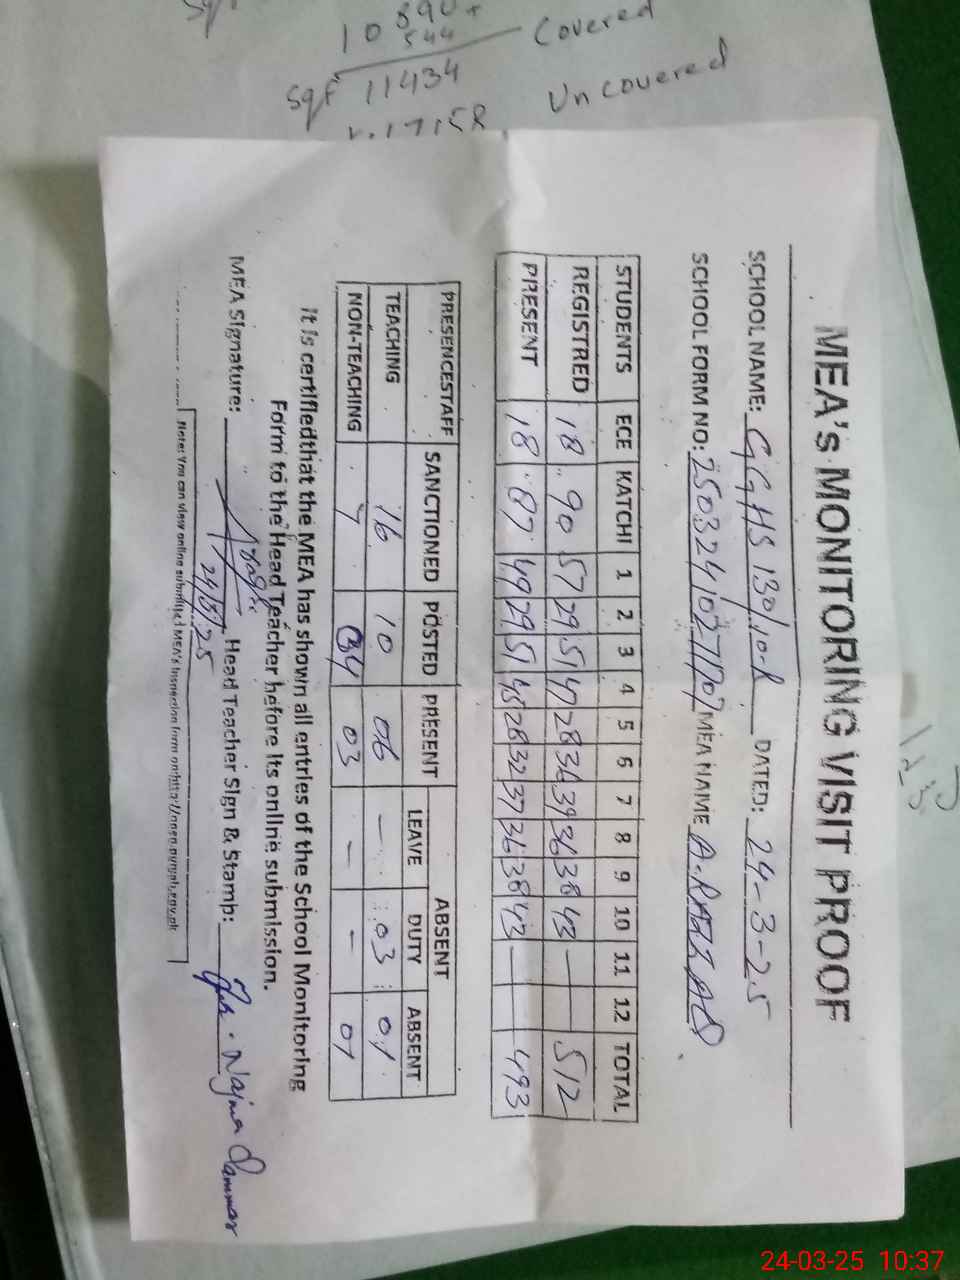 10890+
544
Sqf 11434 Covered
Uncovered
MEA's MONITORING VISIT PROOF
SCHOOL NAME: GGHS 130/10-R DATED: 24-3-25
SCHOOL FORM NO: MEA NAME
STUDENTS ECE KATCHI 1 2 3 4 5 6 7 8 9 10 11 12 TOTAL
REGISTRED 18 90 57 29 51 47 28 36 39 36 38 43 — — 512
PRESENT 18 87 49 29 51 45 28 32 37 36 38 43 — — 493
PRESENCESTAFF SANCTIONED POSTED PRESENT ABSENT
LEAVE DUTY ABSENT
TEACHING 16 10 06 — 03 01
NON-TEACHING 03 — — 01
It is certifiedthat the MEA has shown all entries of the School Monitoring
Form to the Head Teacher before its online submission.
MEA Signature: Head Teacher Sign & Stamp: Najma
24/3/25
Note: You can view online submitted MEA's Inspection form on:
24-03-25 10:37